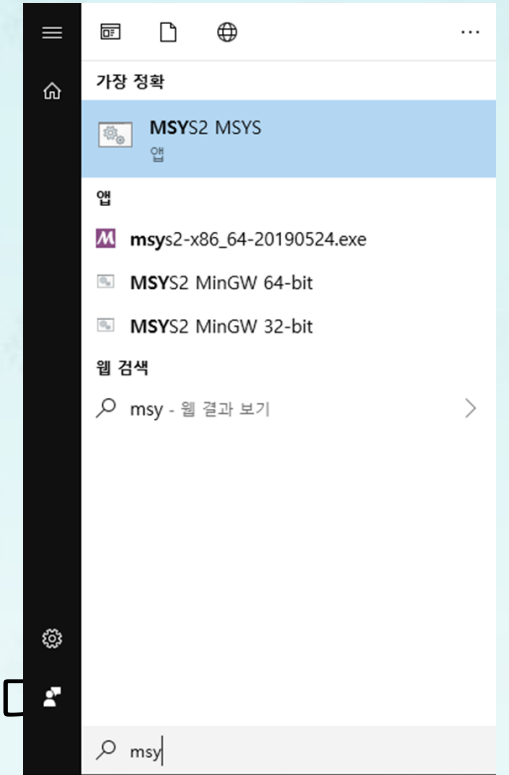 가장 정확
MSYS2 MSYS
앱
앱
msys2-x86_64-20190524.exe
MSYS2 MinGW 64-bit
MSYS2 MinGW 32-bit
웹 검색
msy - 웹 결과 보기
msy